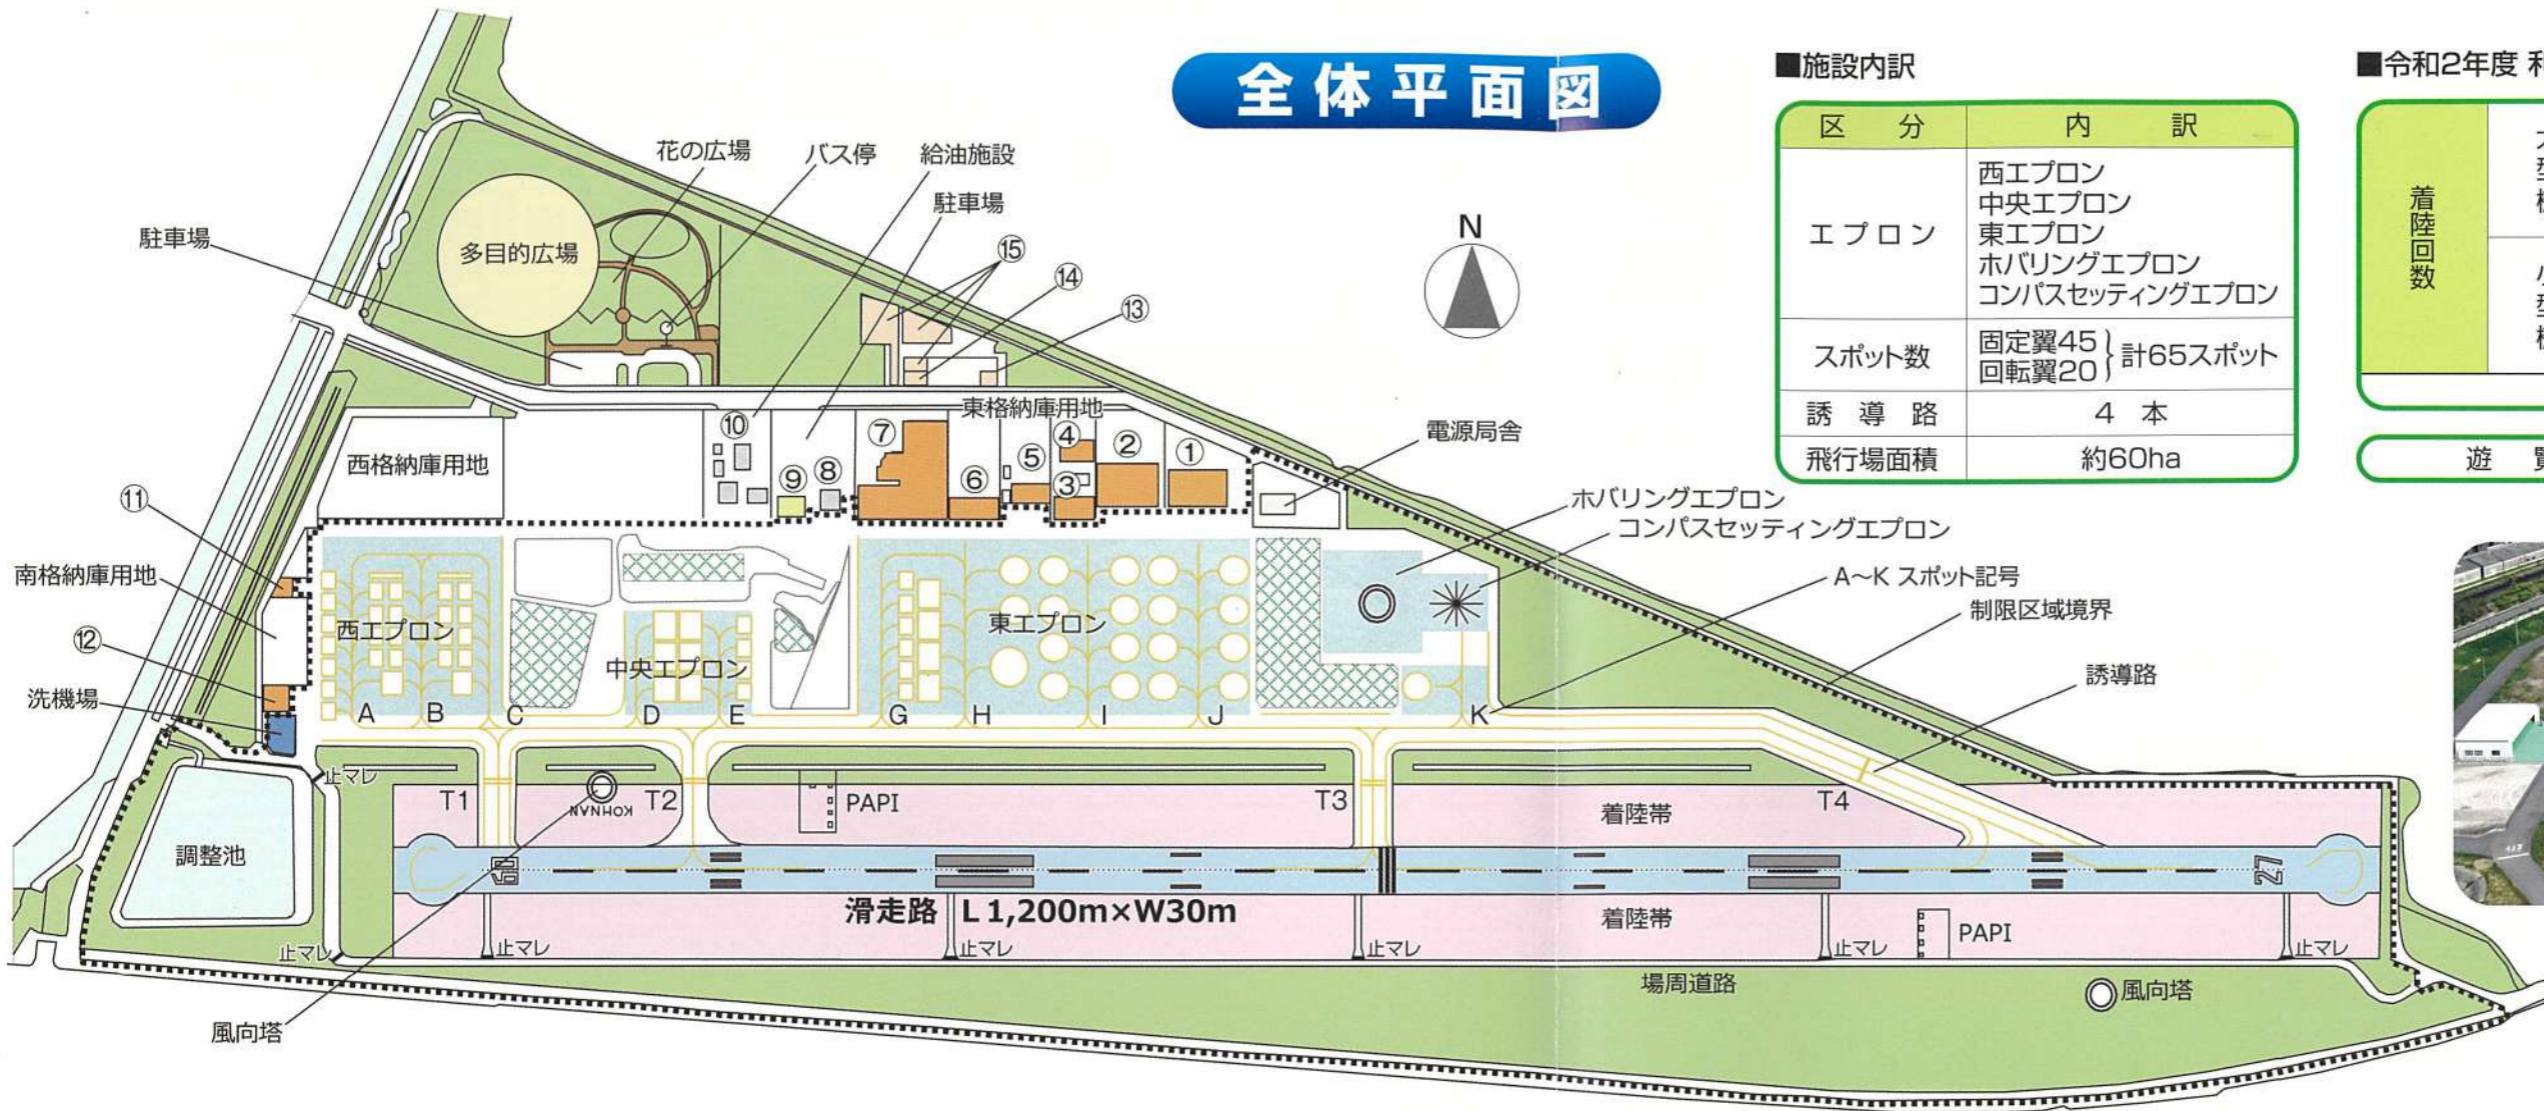 全体平面図
■施設内訳
区 分 内 訳
エプロン
西エプロン
中央エプロン
東エプロン
ホバリングエプロン
コンパスセッティングエプロン
スポット数
固定翼45
回転翼20
計65スポット
誘導路 4 本
飛行場面積 約60ha
■令和2年度
着陸回数
遊
N
花の広場
バス停
給油施設
駐車場
駐車場
多目的広場
⑮
⑭
⑬
東格納庫用地
電源局舎
西格納庫用地
⑩
⑨
⑧
⑦
⑥
⑤
④
③
②
①
⑪
南格納庫用地
⑫
洗機場
ホバリングエプロン
コンパスセッティングエプロン
A～K スポット記号
制限区域境界
誘導路
西エプロン
中央エプロン
東エプロン
A B C D E G H I J K
止マレ
T1
KOHNAN
T2
PAPI
T3
着陸帯
T4
調整池
09
27
滑走路 L 1,200m×W30m
着陸帯
PAPI
止マレ
止マレ
止マレ
止マレ
止マレ
止マレ
場周道路
風向塔
風向塔